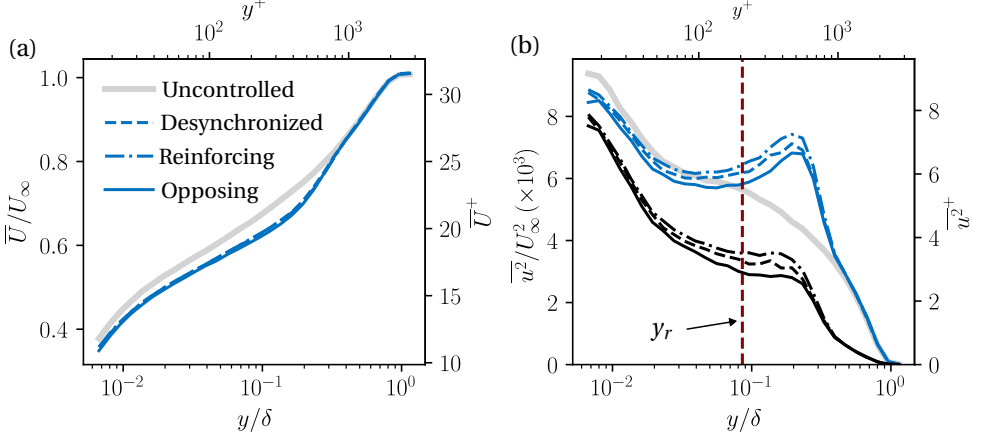 y⁺
y⁺
(a)
10²
10³
(b)
10²
10³
1.0
0.8
0.6
0.4
U̅/U∞
Uncontrolled
Desynchronized
Reinforcing
Opposing
30
25
20
15
10
U̅⁺
10⁻²
10⁻¹
10⁰
y/δ
8
6
4
2
0
u̅²̅/U²∞ (×10³)
yᵣ
8
6
4
2
0
u̅²̅⁺
10⁻²
10⁻¹
10⁰
y/δ